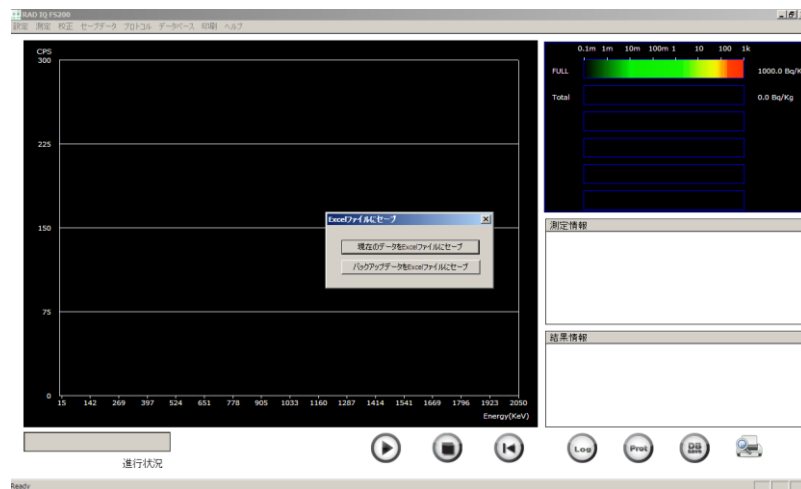 RAD IQ FS200
設定 測定 校正 セーブデータ プロトコル データベース 印刷 ヘルプ
CPS
300
225
150
75
0
15 142 269 397 524 651 778 905 1033 1160 1287 1414 1541 1669 1796 1923 2050
Energy(KeV)
0.1m 1m 10m 100m 1 10 100 1k
FULL 1000.0 Bq/K
Total 0.0 Bq/Kg
Excelファイルにセーブ
現在のデータをExcelファイルにセーブ
バックアップデータをExcelファイルにセーブ
測定情報
結果情報
進行状況
Log Prot DB
Ready